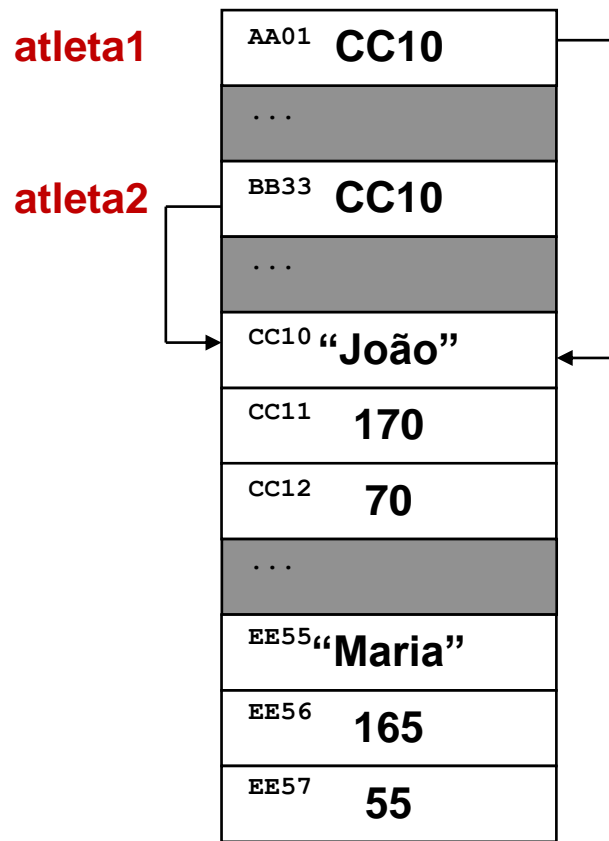 atleta1 AA01 CC10
...
atleta2 BB33 CC10
...
CC10 “João”
CC11 170
CC12 70
...
EE55 “Maria”
EE56 165
EE57 55